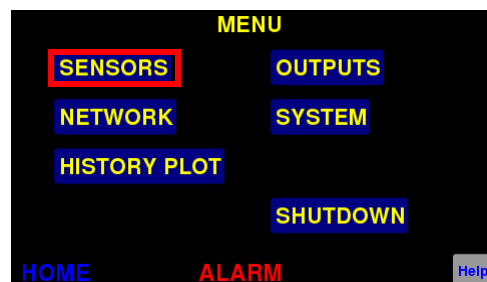 MENU
SENSORS OUTPUTS
NETWORK SYSTEM
HISTORY PLOT
SHUTDOWN
HOME ALARM Help